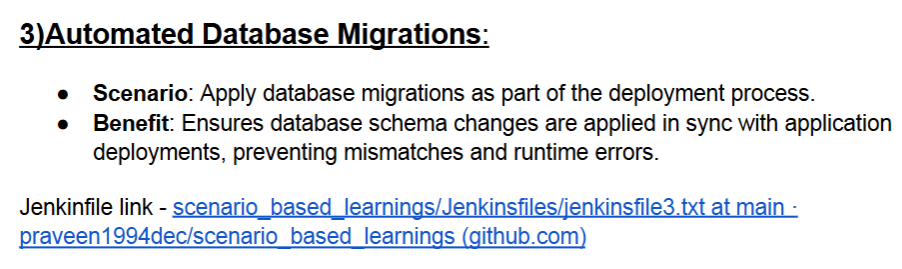 3)Automated Database Migrations:
● Scenario: Apply database migrations as part of the deployment process.
● Benefit: Ensures database schema changes are applied in sync with application
deployments, preventing mismatches and runtime errors.
Jenkinfile link - scenario_based_learnings/Jenkinsfiles/jenkinsfile3.txt at main ·
praveen1994dec/scenario_based_learnings (github.com)